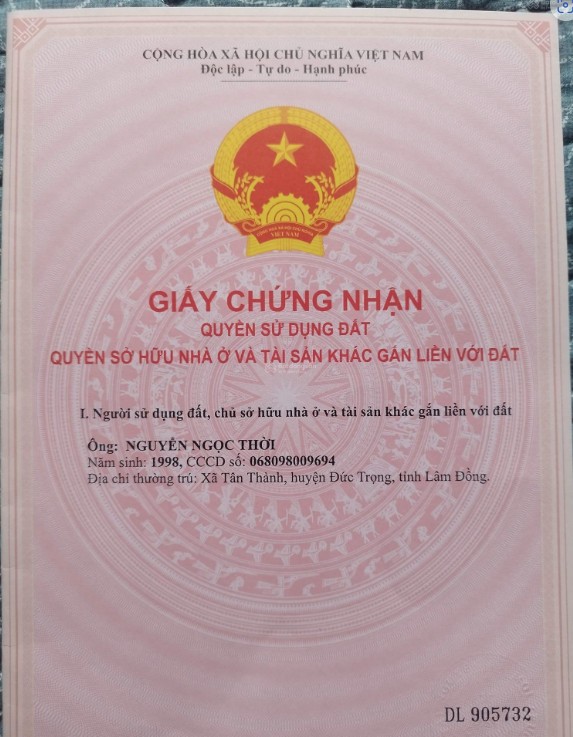 CỘNG HÒA XÃ HỘI CHỦ NGHĨA VIỆT NAM
Độc lập - Tự do - Hạnh phúc
VIỆT NAM
GIẤY CHỨNG NHẬN
QUYỀN SỬ DỤNG ĐẤT
QUYỀN SỞ HỮU NHÀ Ở VÀ TÀI SẢN KHÁC GẮN LIỀN VỚI ĐẤT
I. Người sử dụng đất, chủ sở hữu nhà ở và tài sản khác gắn liền với đất
Ông: NGUYỄN NGỌC THỜI
Năm sinh: 1998, CCCD số: 068098009694
Địa chỉ thường trú: Xã Tân Thành, huyện Đức Trọng, tỉnh Lâm Đồng.
DL 905732